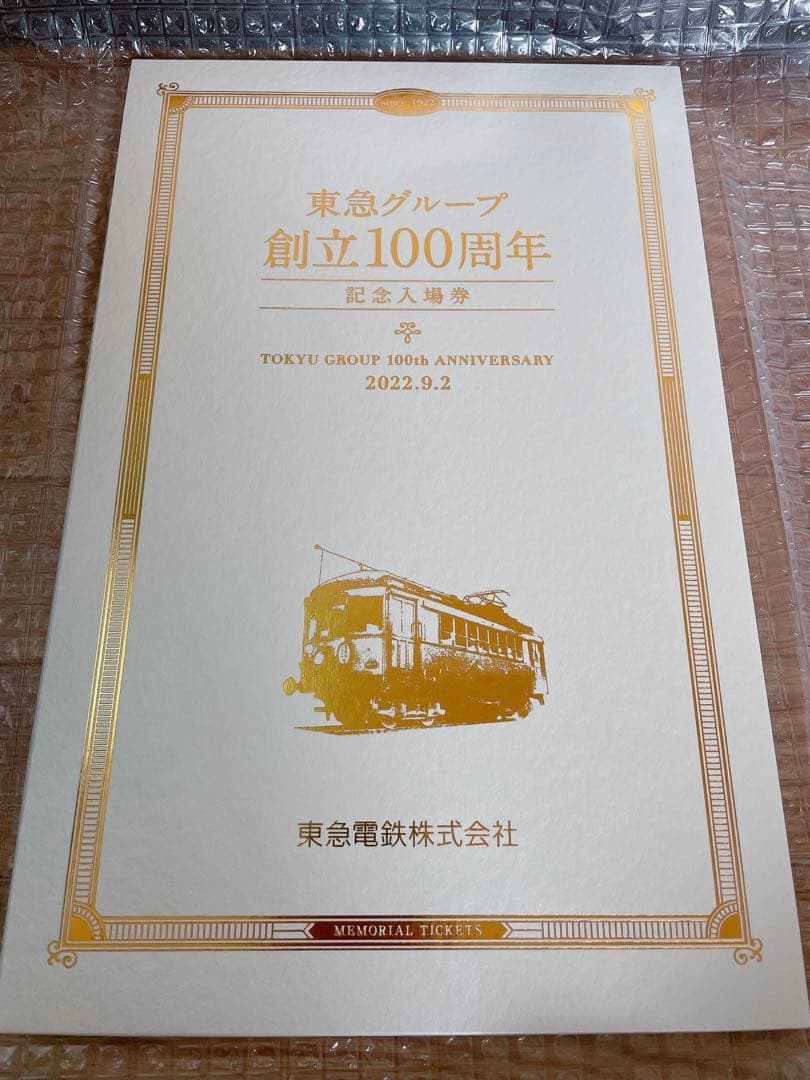 since 1922
東急グループ
創立100周年
記念入場券
TOKYU GROUP 100th ANNIVERSARY
2022.9.2
東急電鉄株式会社
MEMORIAL TICKETS